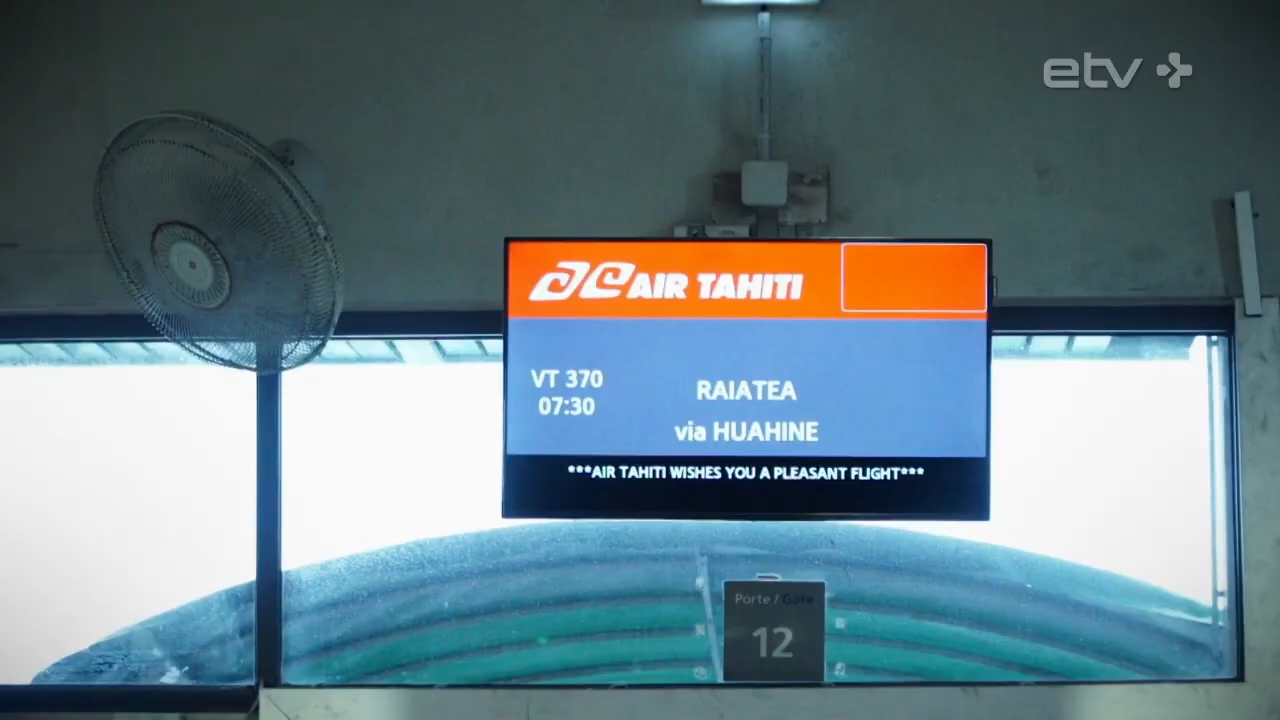 etv+
AIR TAHITI
VT 370
07:30
RAIATEA
via HUAHINE
***AIR TAHITI WISHES YOU A PLEASANT FLIGHT***
Porte / Gate
12